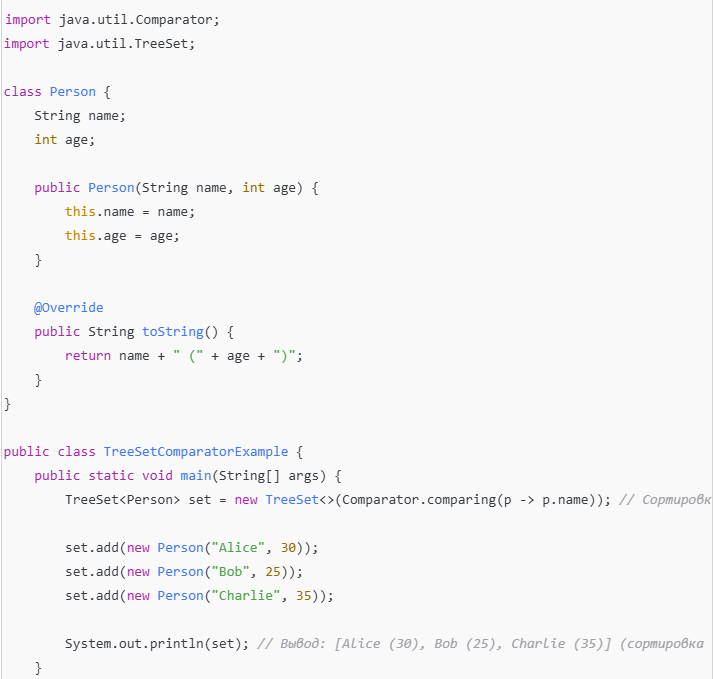 import java.util.Comparator;
import java.util.TreeSet;
class Person {
    String name;
    int age;
    public Person(String name, int age) {
        this.name = name;
        this.age = age;
    }
    @Override
    public String toString() {
        return name + " (" + age + ")";
    }
}
public class TreeSetComparatorExample {
    public static void main(String[] args) {
        TreeSet<Person> set = new TreeSet<>(Comparator.comparing(p -> p.name)); // Сортировк
        set.add(new Person("Alice", 30));
        set.add(new Person("Bob", 25));
        set.add(new Person("Charlie", 35));
        System.out.println(set); // Вывод: [Alice (30), Bob (25), Charlie (35)] (сортировка
    }